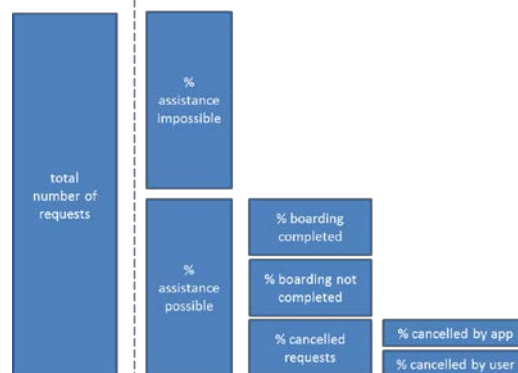 total
number of
requests
%
assistance
impossible
%
assistance
possible
% boarding
completed
% boarding not
completed
% cancelled
requests
% cancelled by app
% cancelled by user